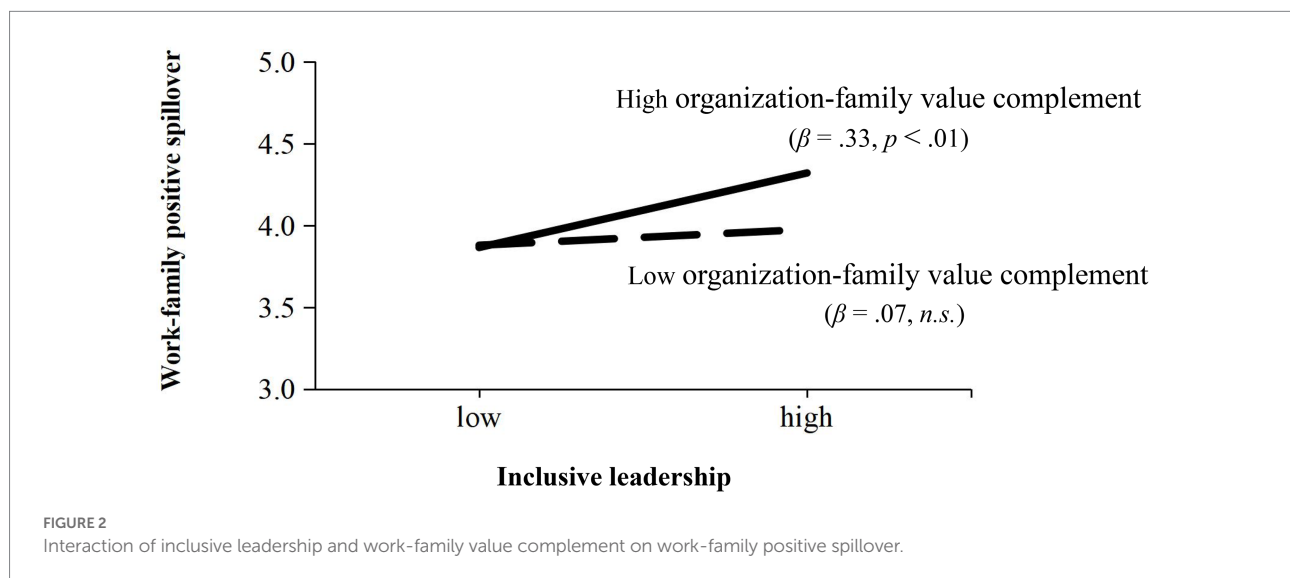 Work-family positive spillover
5.0
4.5
4.0
3.5
3.0
High organization-family value complement
(β = .33, p < .01)
Low organization-family value complement
(β = .07, n.s.)
low
high
Inclusive leadership
FIGURE 2
Interaction of inclusive leadership and work-family value complement on work-family positive spillover.